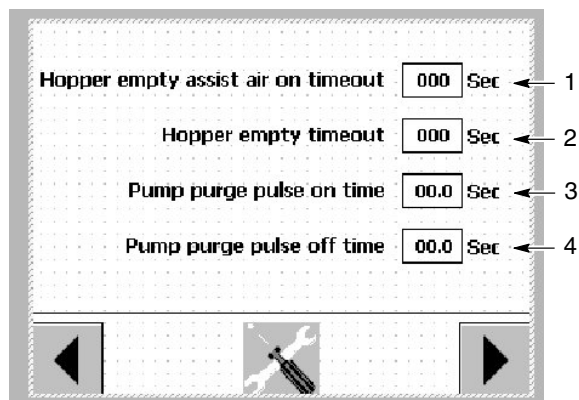 Hopper empty assist air on timeout 000 Sec 1
Hopper empty timeout 000 Sec 2
Pump purge pulse on time 00.0 Sec 3
Pump purge pulse off time 00.0 Sec 4